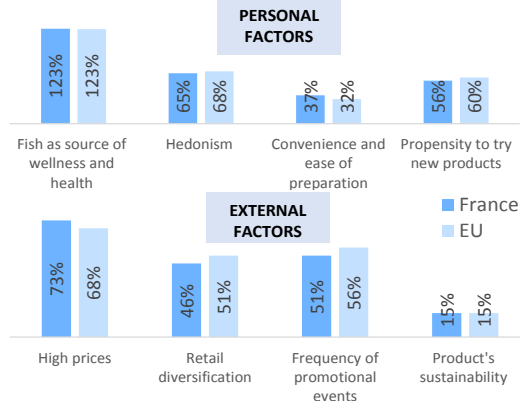 PERSONAL
FACTORS
123%
123%
65%
68%
37%
32%
56%
60%
Fish as source of
wellness and
health
Hedonism
Convenience and
ease of
preparation
Propensity to try
new products
EXTERNAL
FACTORS
France
EU
73%
68%
46%
51%
51%
56%
15%
15%
High prices
Retail
diversification
Frequency of
promotional
events
Product's
sustainability